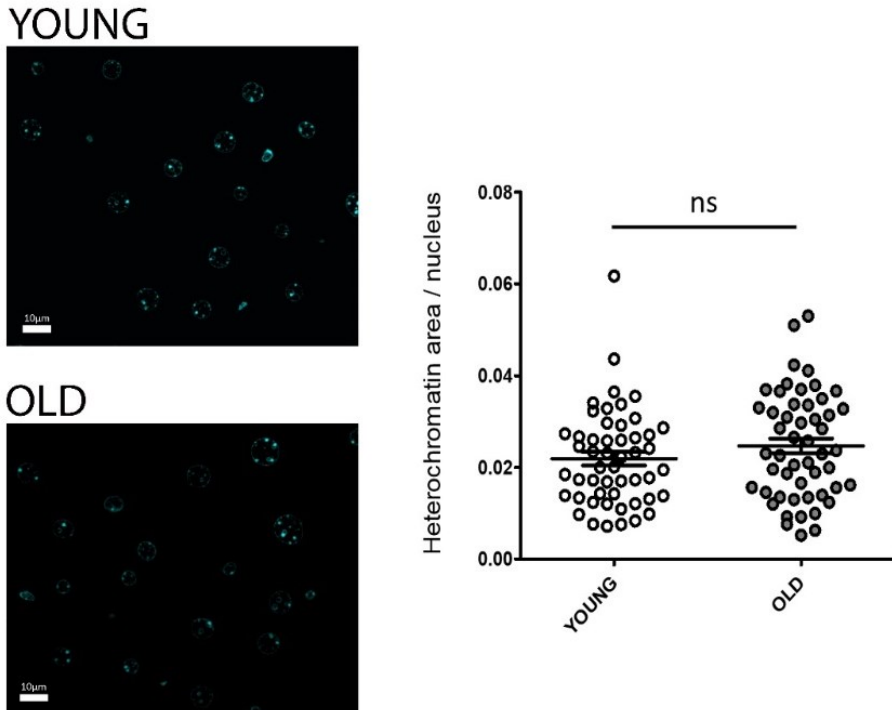 YOUNG
10µm
OLD
10µm
Heterochromatin area / nucleus
0.08
0.06
0.04
0.02
0.00
ns
YOUNG
OLD